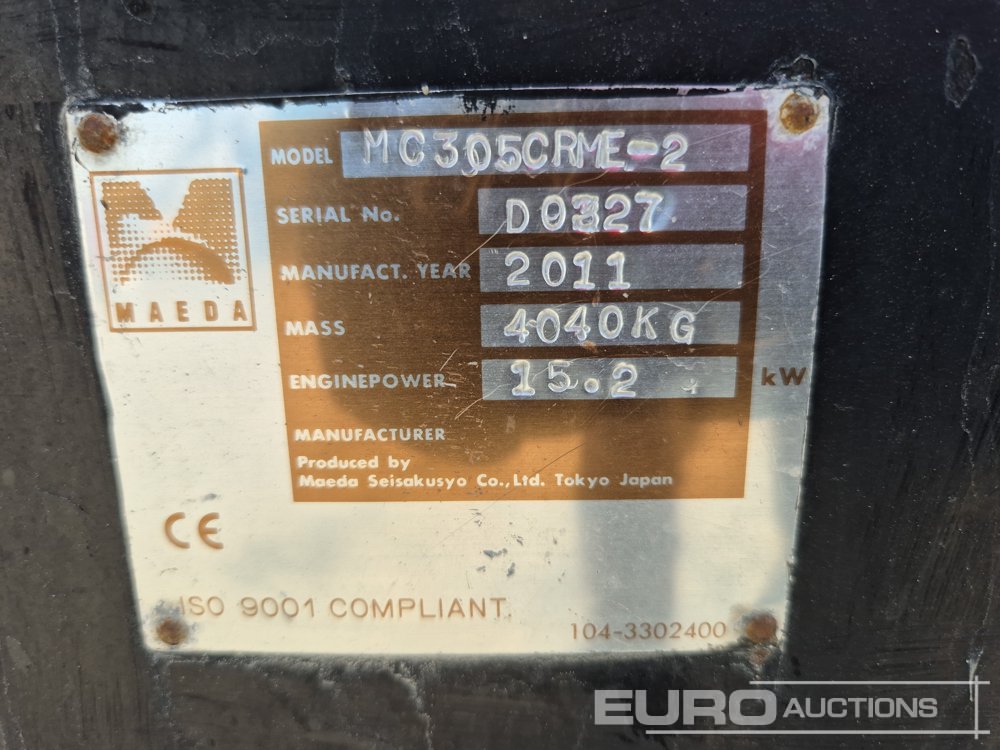 MODEL MC305CRME-2
SERIAL No. D0327
MANUFACT. YEAR 2011
MASS 4040KG
ENGINEPOWER 15.2 kW
MAEDA
MANUFACTURER
Produced by
Maeda Seisakusyo Co.,Ltd. Tokyo Japan
CE
ISO 9001 COMPLIANT.
104-3302400
EURO AUCTIONS